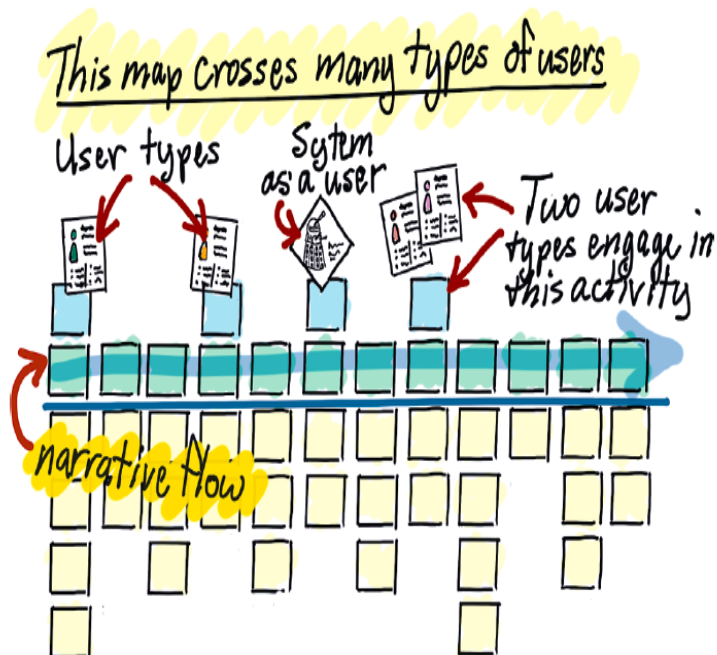 This map crosses many types of users
User types
Sytem
as a user
Two user
types engage in
this activity
narrative flow